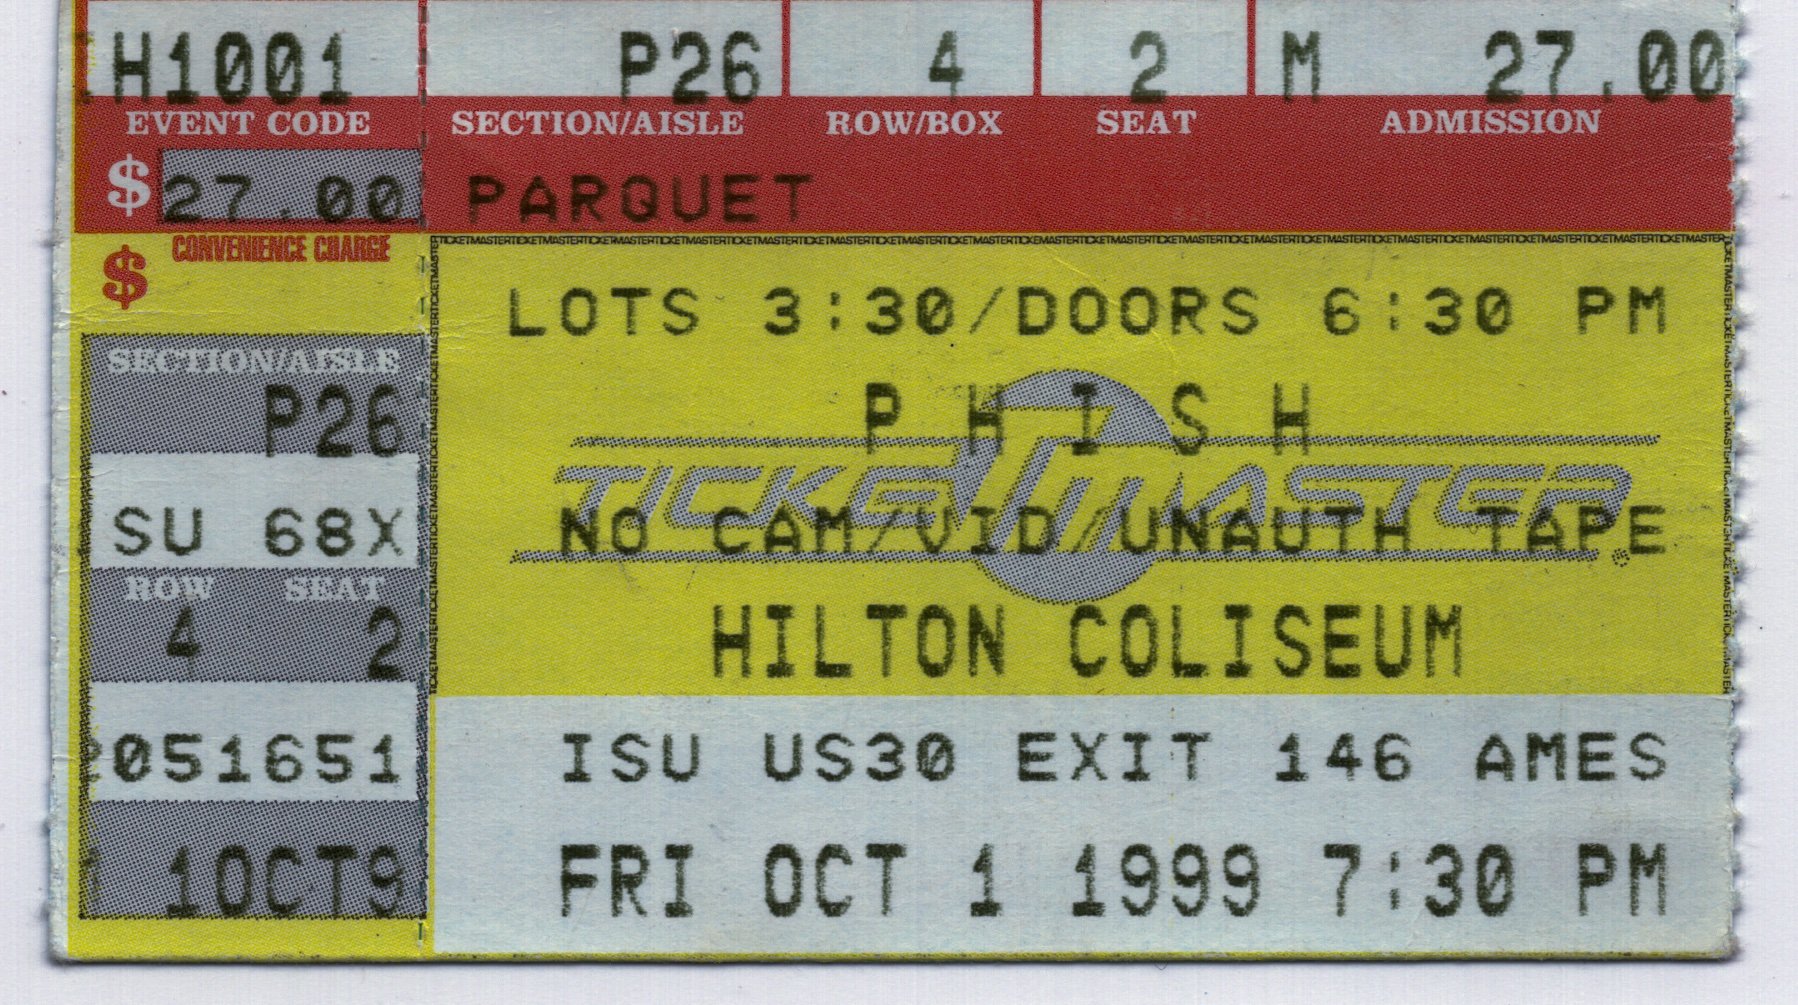 H1001 P26 4 2 M 27.00
EVENT CODE SECTION/AISLE ROW/BOX SEAT ADMISSION
$ 27.00 PARQUET
$ CONVENIENCE CHARGE
TICKETMASTERTICKETMASTERTICKETMASTERTICKETMASTERTICKETMASTERTICKETMASTER
LOTS 3:30/DOORS 6:30 PM
SECTION/AISLE
P26
P H I S H
TICKETMASTER
SU 68X
NO CAM/VID/UNAUTH TAPE
ROW SEAT
4 2
HILTON COLISEUM
051651
ISU US30 EXIT 146 AMES
1OCT9
FRI OCT 1 1999 7:30 PM